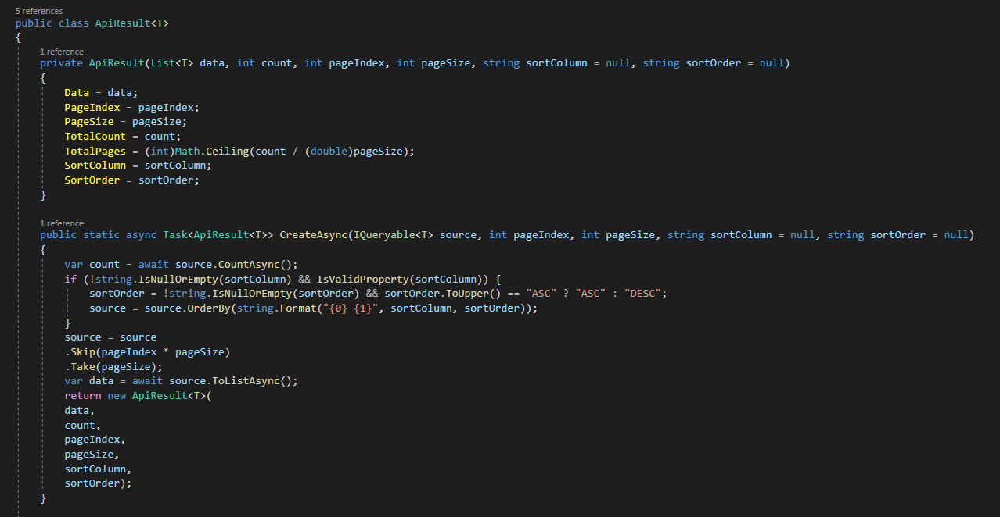 5 references
public class ApiResult<T>
{
1 reference
private ApiResult(List<T> data, int count, int pageIndex, int pageSize, string sortColumn = null, string sortOrder = null)
{
Data = data;
PageIndex = pageIndex;
PageSize = pageSize;
TotalCount = count;
TotalPages = (int)Math.Ceiling(count / (double)pageSize);
SortColumn = sortColumn;
SortOrder = sortOrder;
}
1 reference
public static async Task<ApiResult<T>> CreateAsync(IQueryable<T> source, int pageIndex, int pageSize, string sortColumn = null, string sortOrder = null)
{
var count = await source.CountAsync();
if (!string.IsNullOrEmpty(sortColumn) && IsValidProperty(sortColumn)) {
sortOrder = !string.IsNullOrEmpty(sortOrder) && sortOrder.ToUpper() == "ASC" ? "ASC" : "DESC";
source = source.OrderBy(string.Format("{0} {1}", sortColumn, sortOrder));
}
source = source
.Skip(pageIndex * pageSize)
.Take(pageSize);
var data = await source.ToListAsync();
return new ApiResult<T>(
data,
count,
pageIndex,
pageSize,
sortColumn,
sortOrder);
}